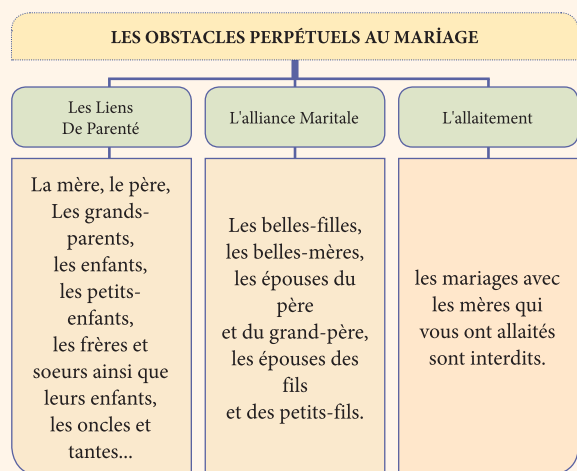 LES OBSTACLES PERPÉTUELS AU MARİAGE
Les Liens
De Parenté
L'alliance Maritale
L'allaitement
La mère, le père,
Les grands-
parents,
les enfants,
les petits-
enfants,
les frères et
soeurs ainsi que
leurs enfants,
les oncles et
tantes...
Les belles-filles,
les belles-mères,
les épouses du
père
et du grand-père,
les épouses des
fils
et des petits-fils.
les mariages avec
les mères qui
vous ont allaités
sont interdits.